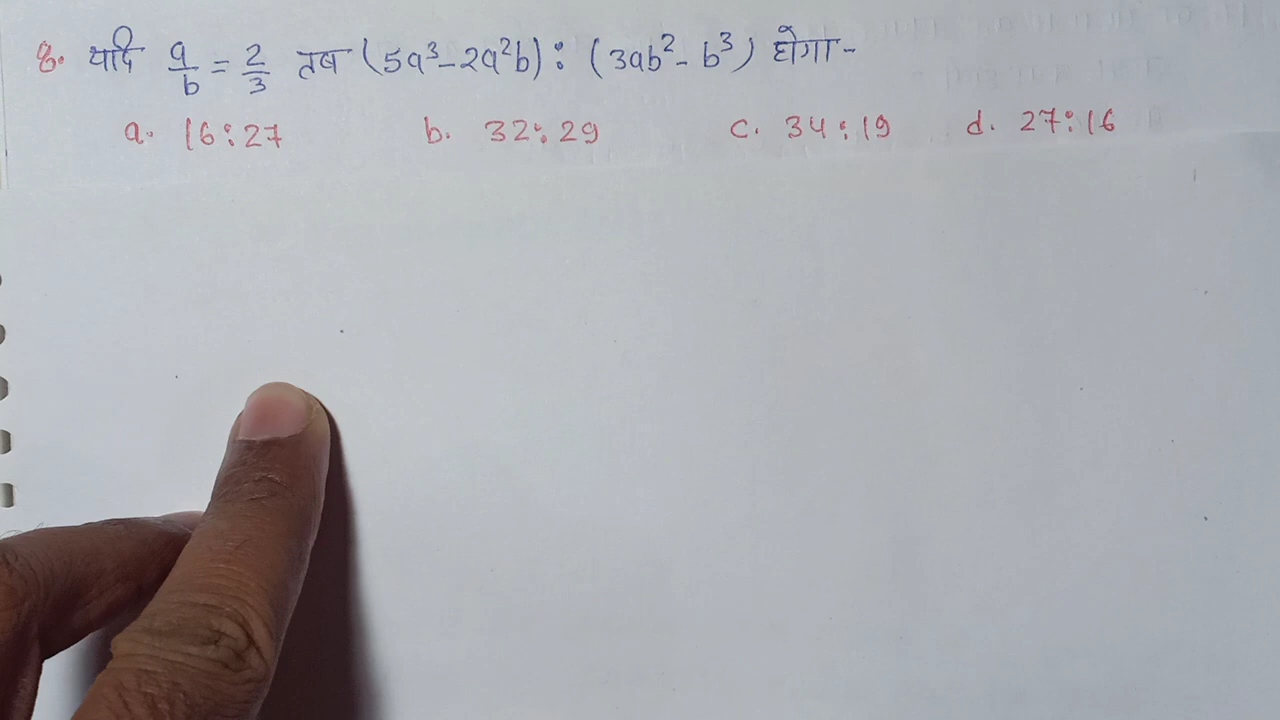 8. यदि a/b = 2/3 तब (5a³-2a²b) : (3ab²- b³) होगा-
a. 16:27 b. 32:29 c. 34:19 d. 27:16